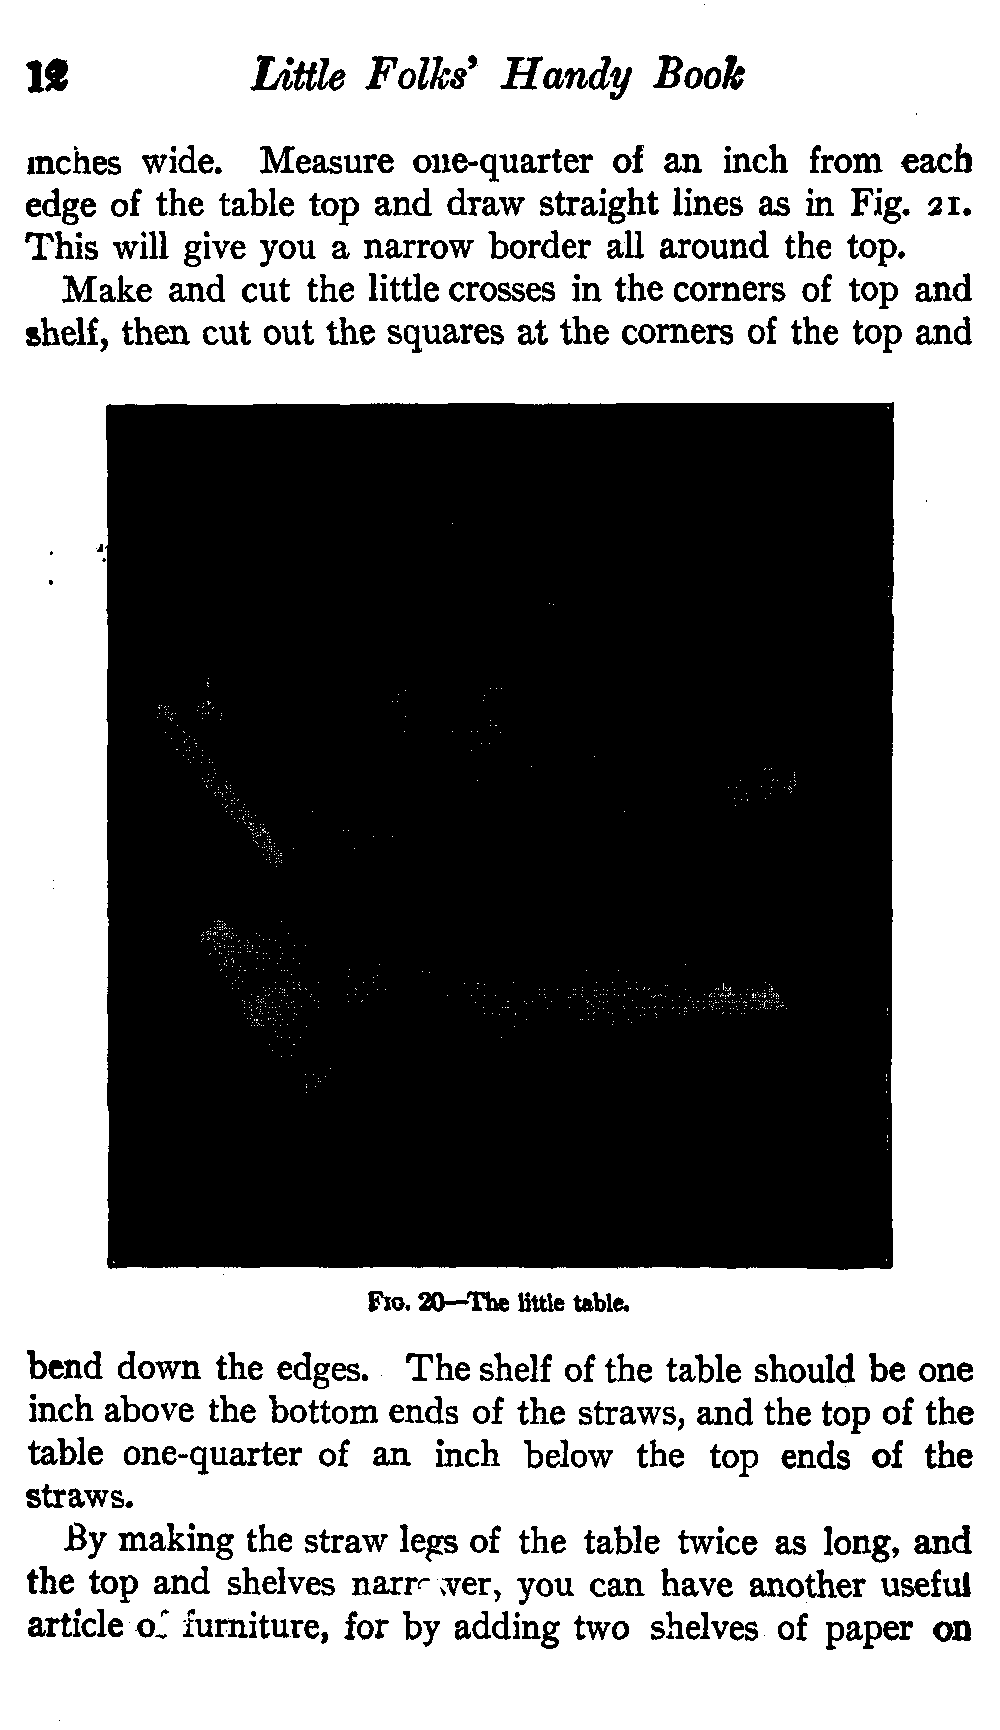 12 Little Folks' Handy Book
inches wide. Measure one-quarter of an inch from each
edge of the table top and draw straight lines as in Fig. 21.
This will give you a narrow border all around the top.
Make and cut the little crosses in the corners of top and
shelf, then cut out the squares at the corners of the top and
Fig. 20—The little table.
bend down the edges. The shelf of the table should be one
inch above the bottom ends of the straws, and the top of the
table one-quarter of an inch below the top ends of the
straws.
By making the straw legs of the table twice as long, and
the top and shelves narrower, you can have another useful
article of furniture, for by adding two shelves of paper on